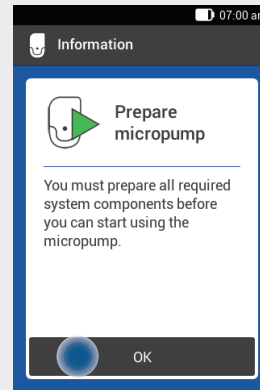 07:00 am
Information
Prepare
micropump
You must prepare all required
system components before
you can start using the
micropump.
OK